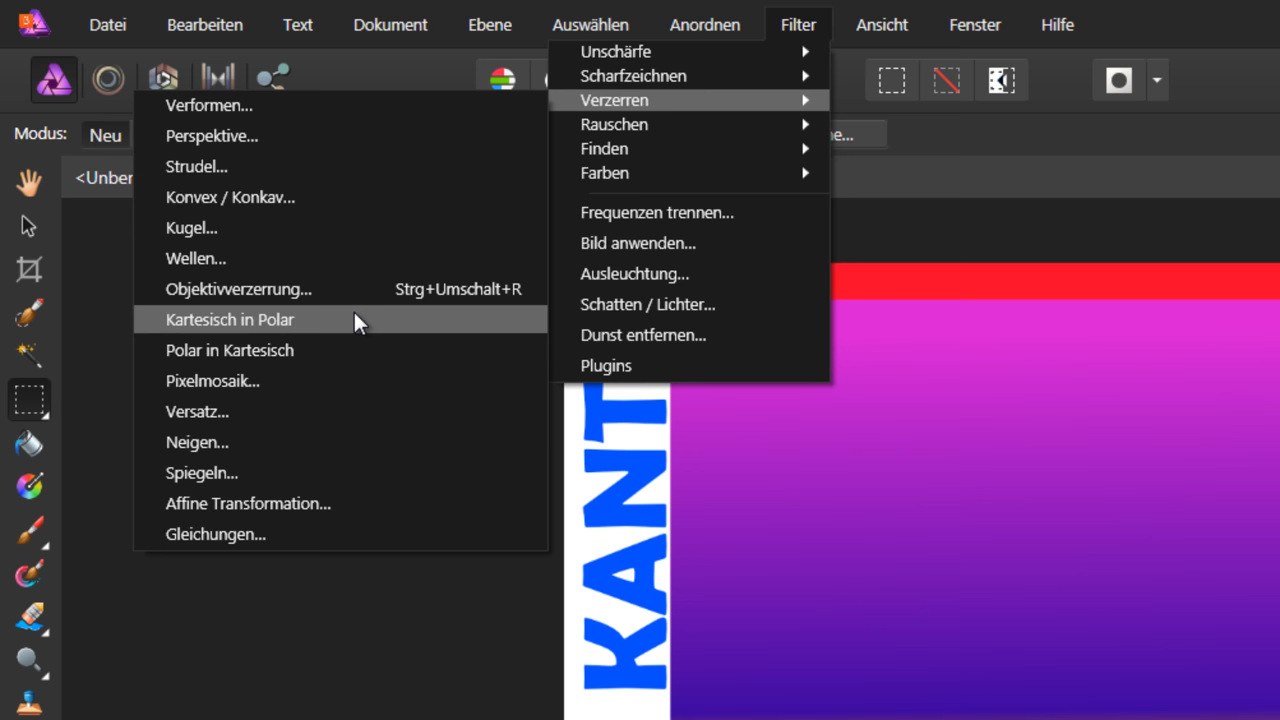 3
Datei Bearbeiten Text Dokument Ebene Auswählen Anordnen Filter Ansicht Fenster Hilfe
Modus: Neu
<Unber
Verformen...
Perspektive...
Strudel...
Konvex / Konkav...
Kugel...
Wellen...
Objektivverzerrung... Strg+Umschalt+R
Kartesisch in Polar
Polar in Kartesisch
Pixelmosaik...
Versatz...
Neigen...
Spiegeln...
Affine Transformation...
Gleichungen...
Unschärfe
Scharfzeichnen
Verzerren
Rauschen
Finden
Farben
Frequenzen trennen...
Bild anwenden...
Ausleuchtung...
Schatten / Lichter...
Dunst entfernen...
Plugins
e...
KANT